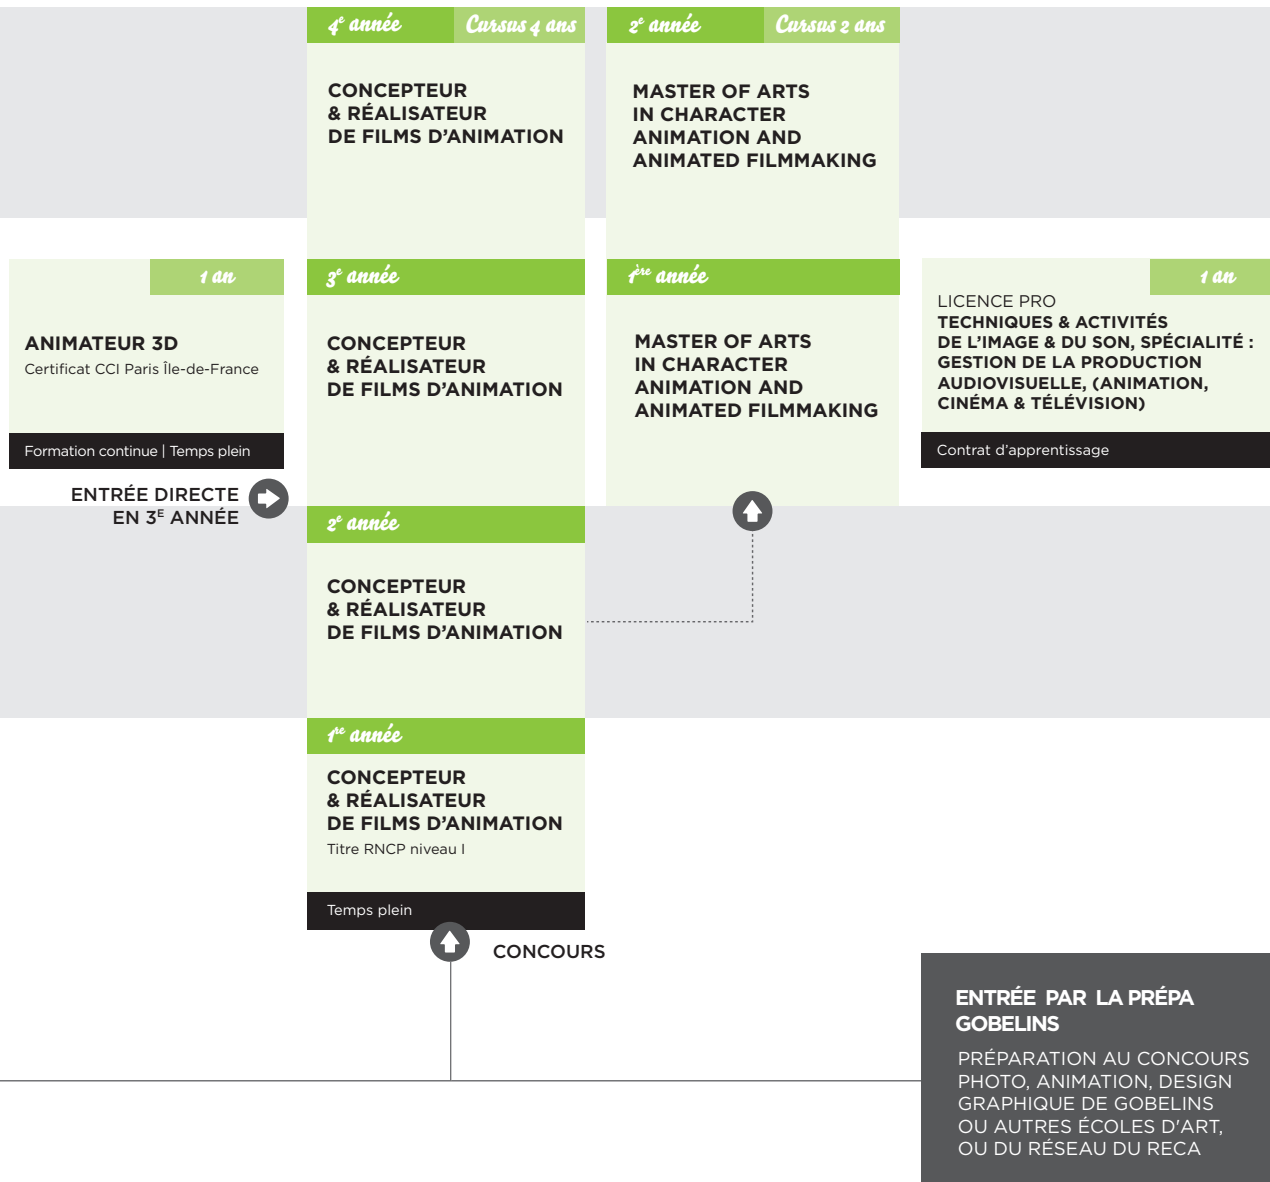 4e année
Cursus 4 ans
CONCEPTEUR
& RÉALISATEUR
DE FILMS D'ANIMATION
2e année
Cursus 2 ans
MASTER OF ARTS
IN CHARACTER
ANIMATION AND
ANIMATED FILMMAKING
1 an
ANIMATEUR 3D
Certificat CCI Paris Île-de-France
Formation continue | Temps plein
ENTRÉE DIRECTE
EN 3E ANNÉE
3e année
CONCEPTEUR
& RÉALISATEUR
DE FILMS D'ANIMATION
1ère année
MASTER OF ARTS
IN CHARACTER
ANIMATION AND
ANIMATED FILMMAKING
1 an
LICENCE PRO
TECHNIQUES & ACTIVITÉS
DE L'IMAGE & DU SON, SPÉCIALITÉ :
GESTION DE LA PRODUCTION
AUDIOVISUELLE, (ANIMATION,
CINÉMA & TÉLÉVISION)
Contrat d'apprentissage
2e année
CONCEPTEUR
& RÉALISATEUR
DE FILMS D'ANIMATION
1re année
CONCEPTEUR
& RÉALISATEUR
DE FILMS D'ANIMATION
Titre RNCP niveau I
Temps plein
CONCOURS
ENTRÉE PAR LA PRÉPA
GOBELINS
PRÉPARATION AU CONCOURS
PHOTO, ANIMATION, DESIGN
GRAPHIQUE DE GOBELINS
OU AUTRES ÉCOLES D'ART,
OU DU RÉSEAU DU RECA